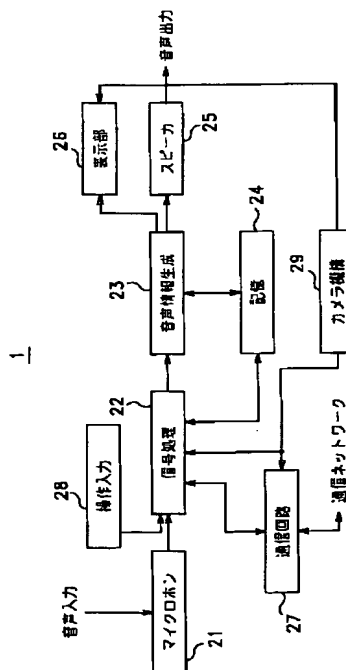 1
音声入力
マイクロホン
21
操作入力
28
信号処理
22
音声情報生成
23
記憶
24
スピーカ
25
音声出力
表示部
26
通信回路
27
通信ネットワーク
カメラ機構
29